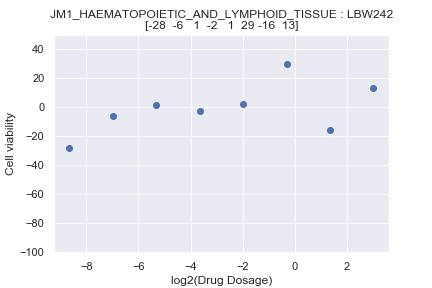 JM1_HAEMATOPOIETIC_AND_LYMPHOID_TISSUE : LBW242
[-28 -6 1 -2 1 29 -16 13]
40
20
0
−20
−40
−60
−80
−100
Cell viability
−8 −6 −4 −2 0 2
log2(Drug Dosage)